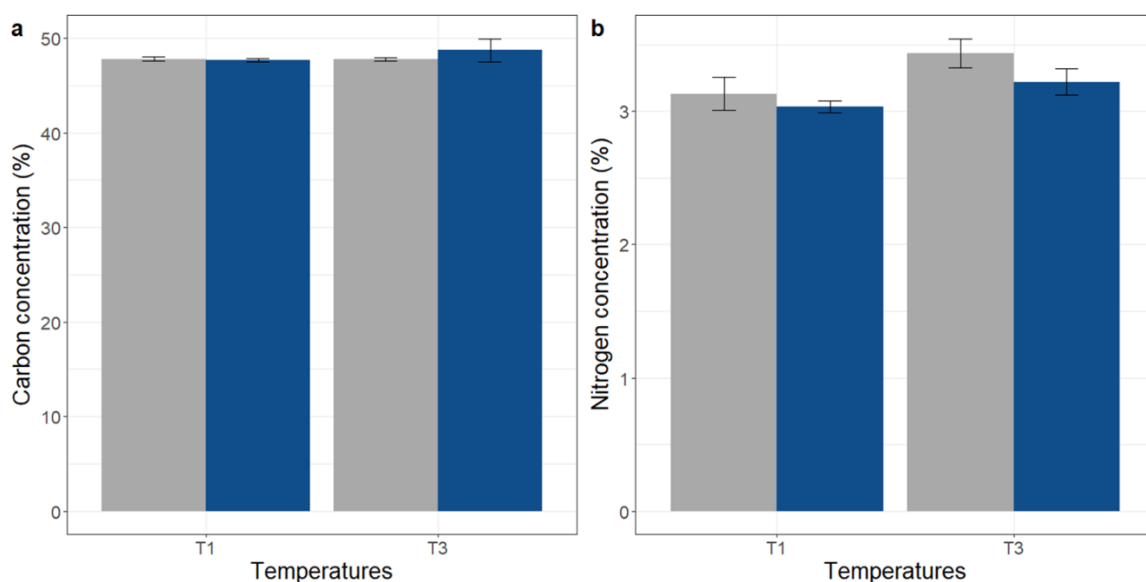 a
Carbon concentration (%)
50
40
30
20
10
0
T1 T3
Temperatures
b
Nitrogen concentration (%)
3
2
1
0
T1 T3
Temperatures